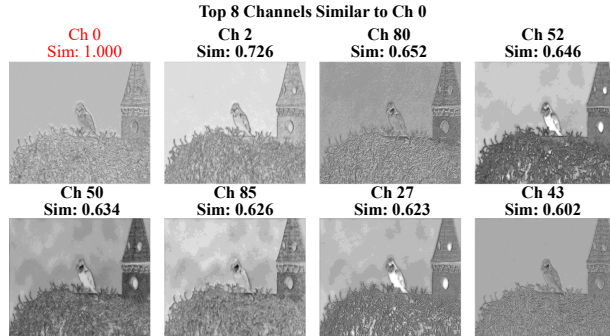 Top 8 Channels Similar to Ch 0
Ch 0
Sim: 1.000
Ch 2
Sim: 0.726
Ch 80
Sim: 0.652
Ch 52
Sim: 0.646
Ch 50
Sim: 0.634
Ch 85
Sim: 0.626
Ch 27
Sim: 0.623
Ch 43
Sim: 0.602